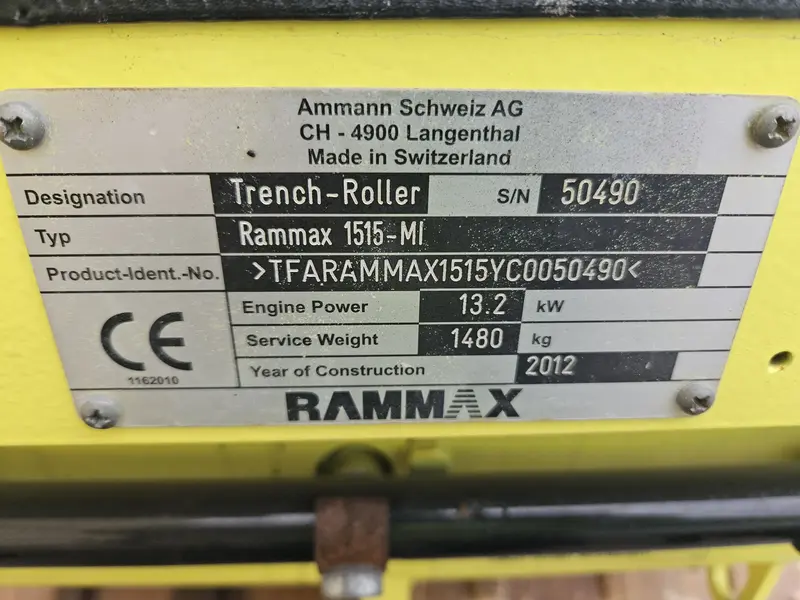 Ammann Schweiz AG
CH - 4900 Langenthal
Made in Switzerland
Designation Trench-Roller S/N 50490
Typ Rammax 1515-MI
Product-Ident.-No. >TFARAMMAX1515YC0050490<
Engine Power 13.2 kW
CE Service Weight 1480 kg
1162010 Year of Construction 2012
RAMMAX